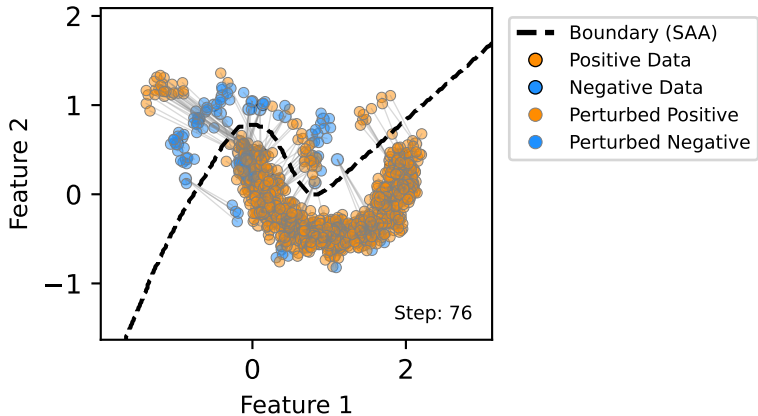 2
1
0
−1
Feature 2
0
2
Feature 1
Step: 76
Boundary (SAA)
Positive Data
Negative Data
Perturbed Positive
Perturbed Negative